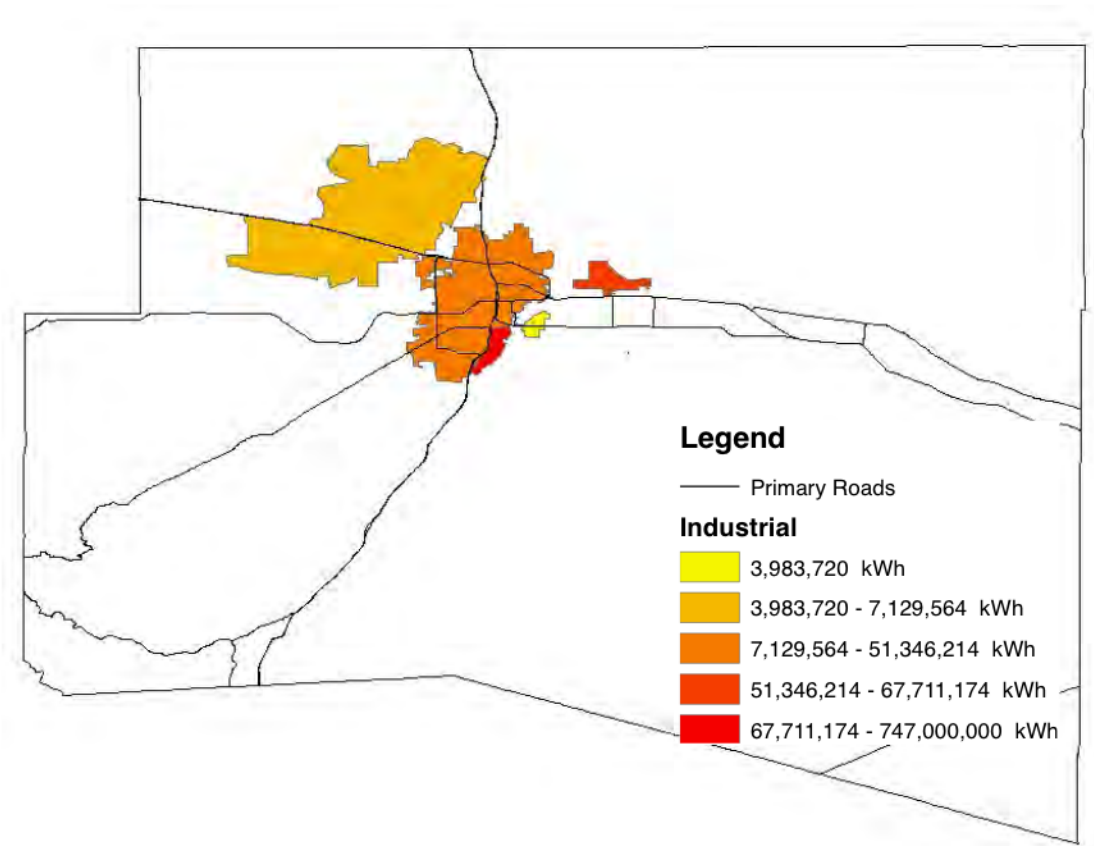 Legend
Primary Roads
Industrial
3,983,720 kWh
3,983,720 - 7,129,564 kWh
7,129,564 - 51,346,214 kWh
51,346,214 - 67,711,174 kWh
67,711,174 - 747,000,000 kWh